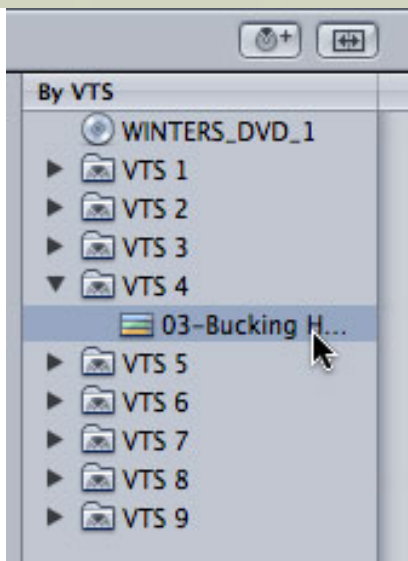 By VTS
WINTERS_DVD_1
VTS 1
VTS 2
VTS 3
VTS 4
03-Bucking H...
VTS 5
VTS 6
VTS 7
VTS 8
VTS 9